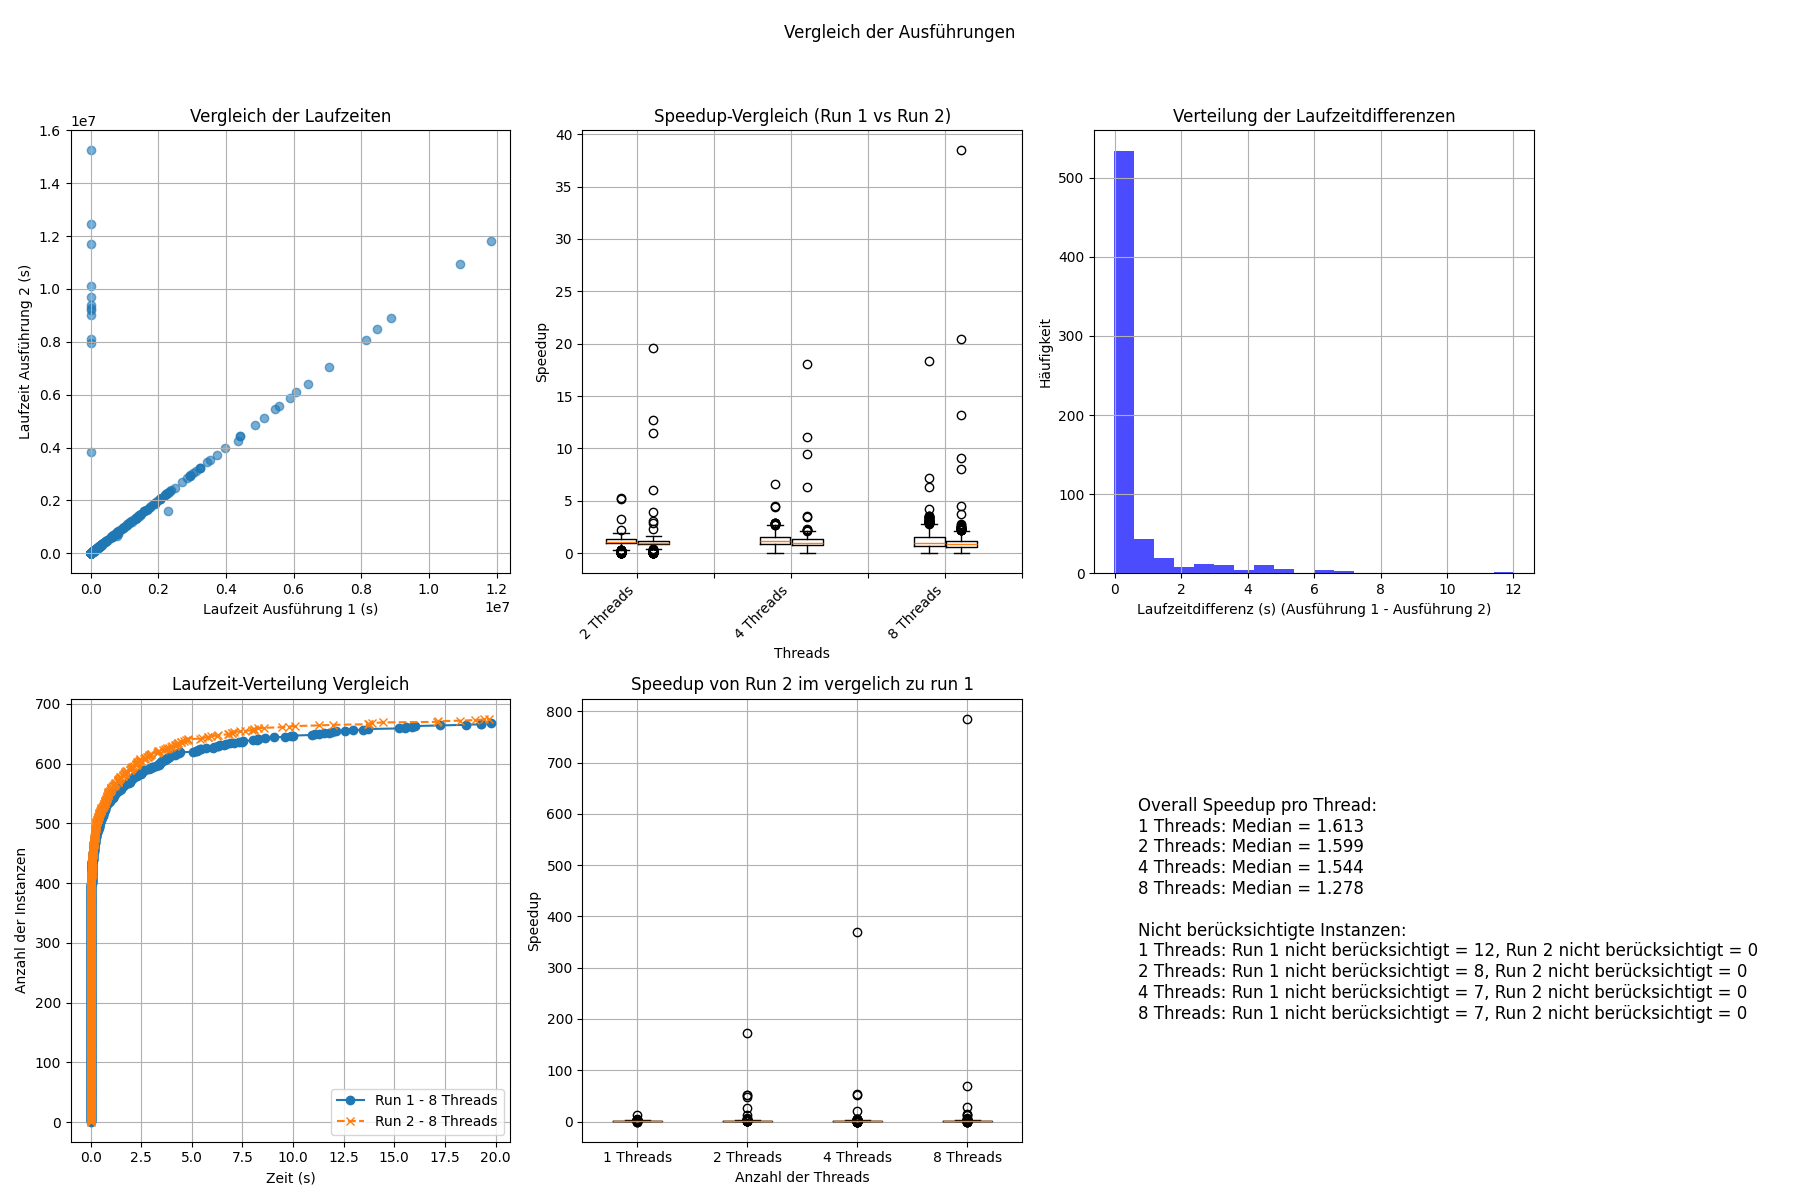 Vergleich der Ausführungen
Vergleich der Laufzeiten
1e7
1.6
1.4
1.2
1.0
0.8
0.6
0.4
0.2
0.0
Laufzeit Ausführung 2 (s)
0.0 0.2 0.4 0.6 0.8 1.0 1.2
1e7
Laufzeit Ausführung 1 (s)
Speedup-Vergleich (Run 1 vs Run 2)
40
35
30
25
20
15
10
5
0
Speedup
2 Threads 4 Threads 8 Threads
Threads
Verteilung der Laufzeitdifferenzen
500
400
300
200
100
0
Häufigkeit
0 2 4 6 8 10 12
Laufzeitdifferenz (s) (Ausführung 1 - Ausführung 2)
Laufzeit-Verteilung Vergleich
700
600
500
400
300
200
100
0
Anzahl der Instanzen
Run 1 - 8 Threads
Run 2 - 8 Threads
0.0 2.5 5.0 7.5 10.0 12.5 15.0 17.5 20.0
Zeit (s)
Speedup von Run 2 im vergelich zu run 1
800
700
600
500
400
300
200
100
0
Speedup
1 Threads 2 Threads 4 Threads 8 Threads
Anzahl der Threads
Overall Speedup pro Thread:
1 Threads: Median = 1.613
2 Threads: Median = 1.599
4 Threads: Median = 1.544
8 Threads: Median = 1.278
Nicht berücksichtigte Instanzen:
1 Threads: Run 1 nicht berücksichtigt = 12, Run 2 nicht berücksichtigt = 0
2 Threads: Run 1 nicht berücksichtigt = 8, Run 2 nicht berücksichtigt = 0
4 Threads: Run 1 nicht berücksichtigt = 7, Run 2 nicht berücksichtigt = 0
8 Threads: Run 1 nicht berücksichtigt = 7, Run 2 nicht berücksichtigt = 0